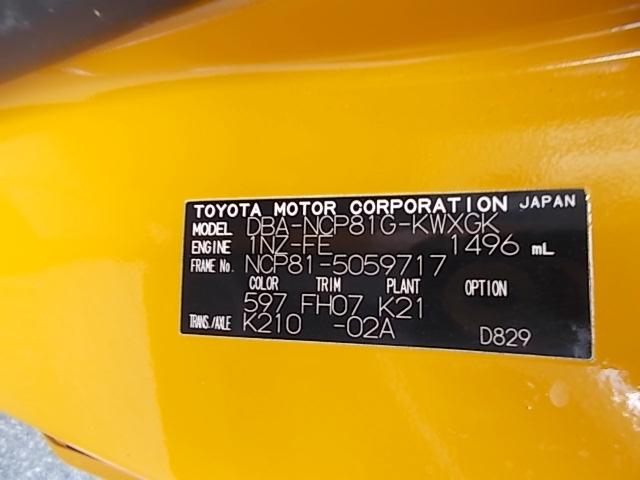 TOYOTA MOTOR CORPORATION JAPAN
MODEL DBA-NCP81G-KWXGK
ENGINE 1NZ-FE 1496 mL
FRAME NO. NCP81-5059717
COLOR TRIM PLANT OPTION
597 FH07 K21
TRANS./AXLE K210 -02A D829